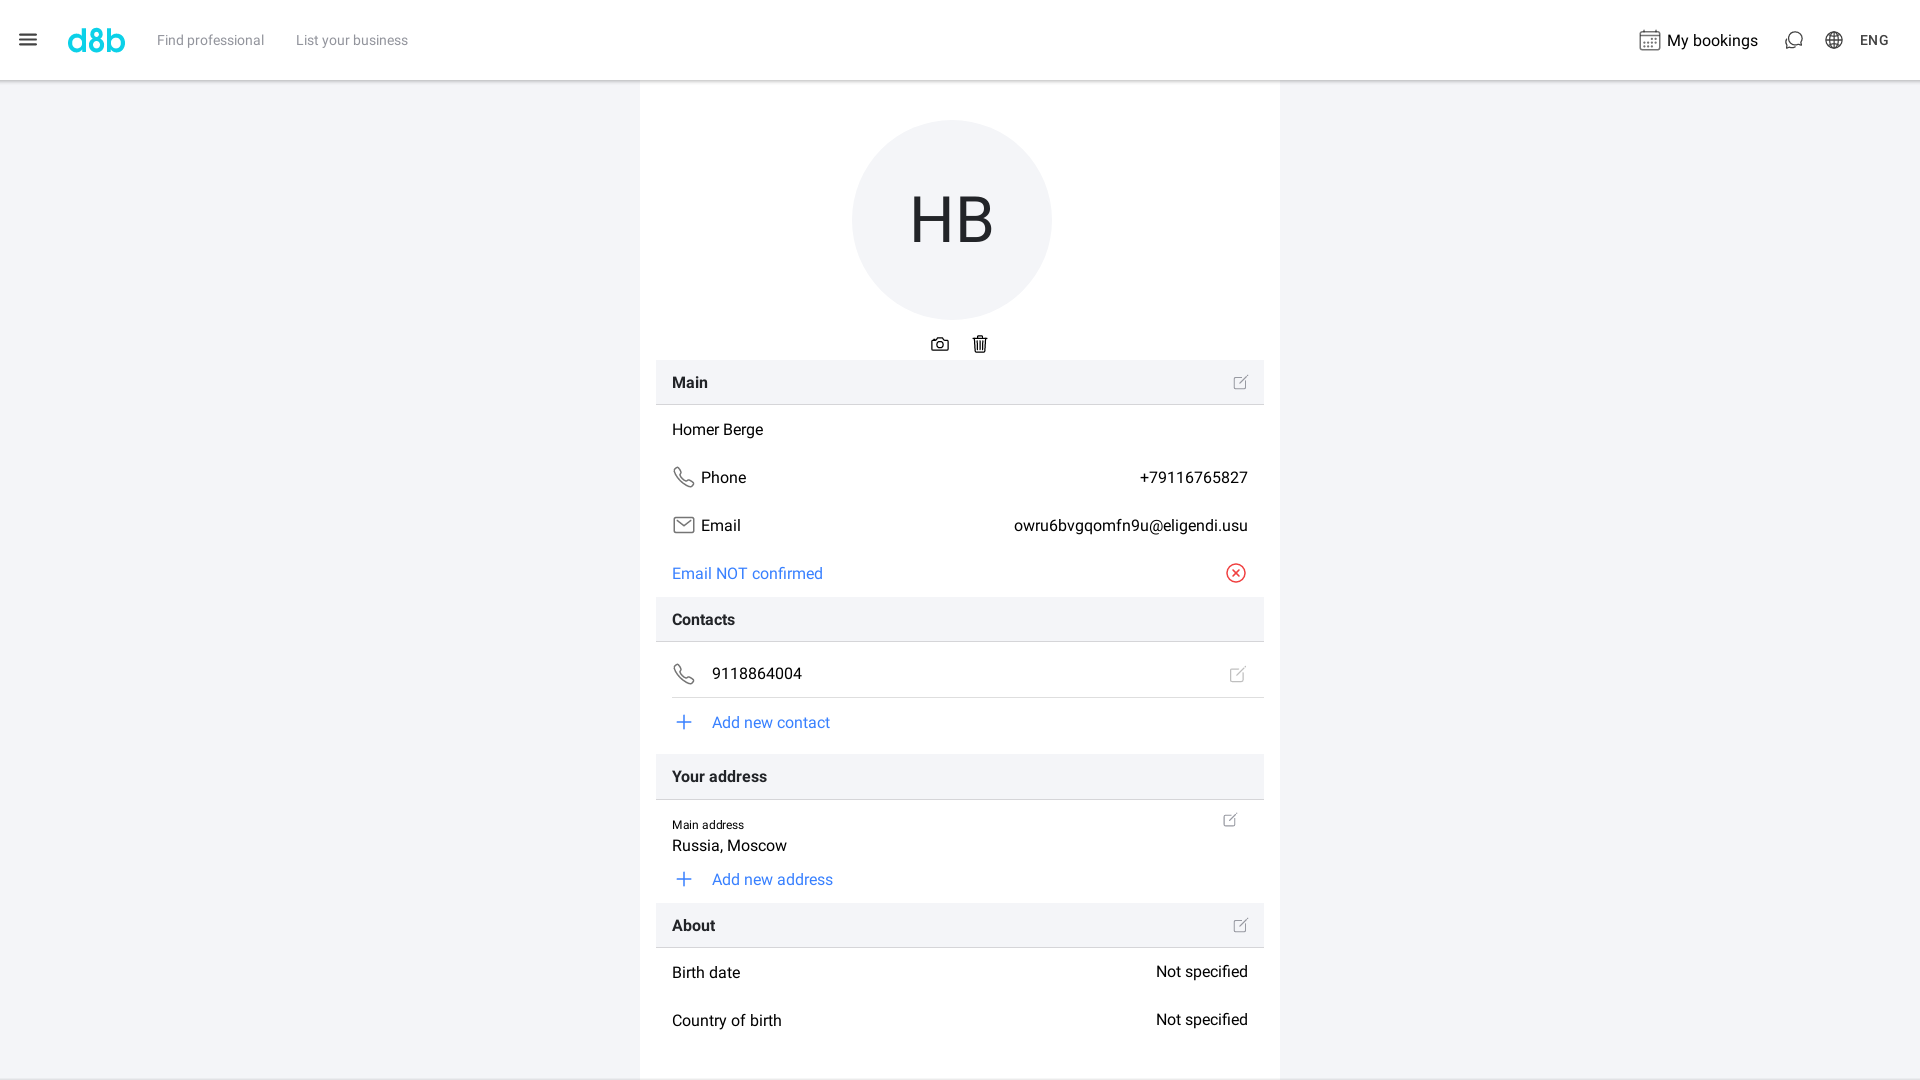 d8b
Find professional
List your business
My bookings
ENG
HB
Main
Homer Berge
Phone
+79116765827
Email
owru6bvgqomfn9u@eligendi.usu
Email NOT confirmed
Contacts
9118864004
Add new contact
Your address
Main address
Russia, Moscow
Add new address
About
Birth date
Not specified
Country of birth
Not specified